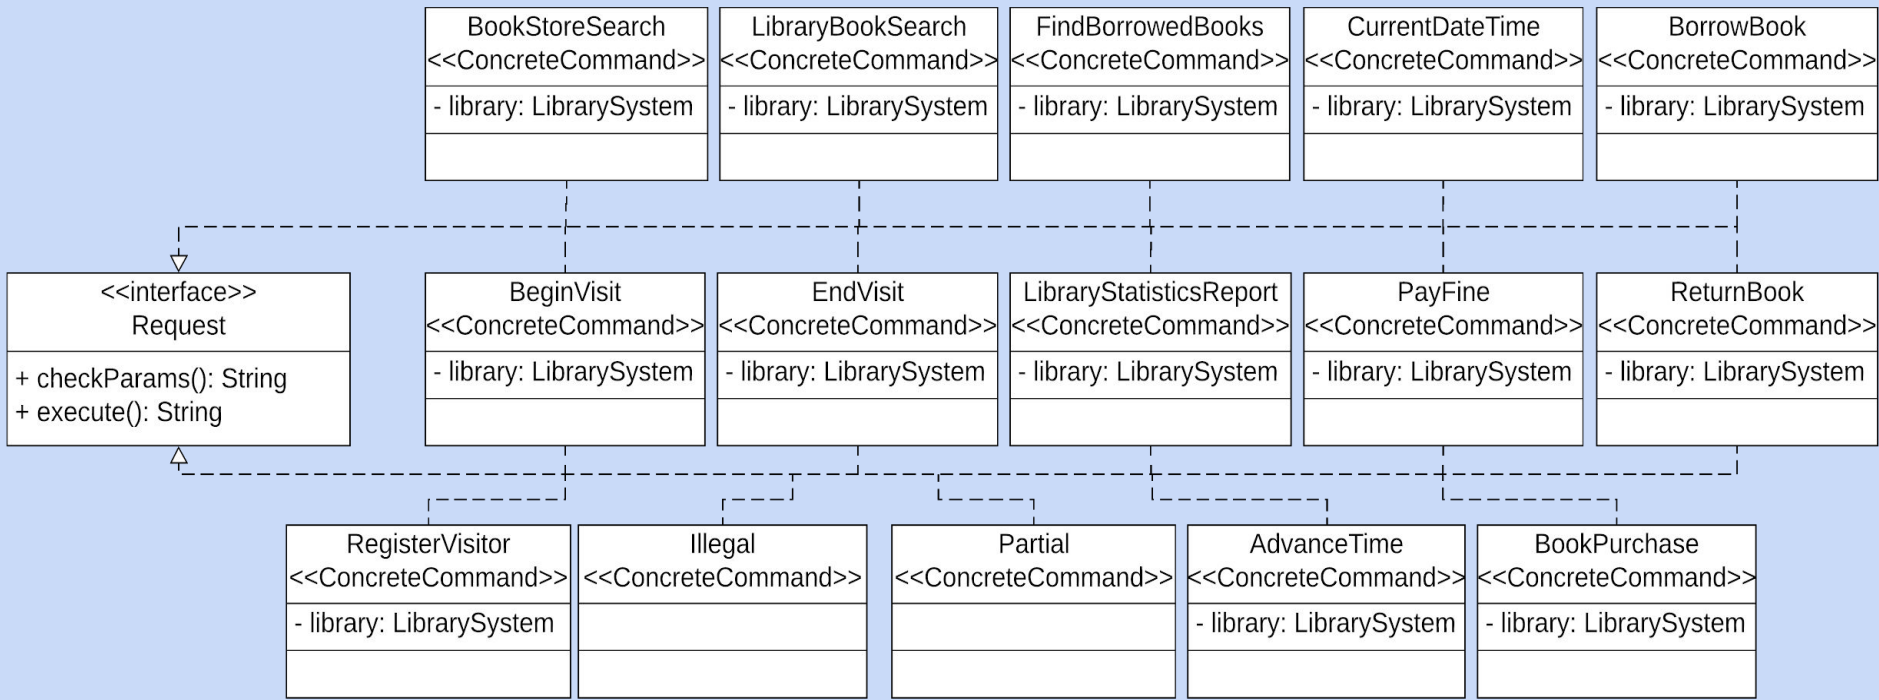 BookStoreSearch
<<ConcreteCommand>>
- library: LibrarySystem
LibraryBookSearch
<<ConcreteCommand>>
- library: LibrarySystem
FindBorrowedBooks
<<ConcreteCommand>>
- library: LibrarySystem
CurrentDateTime
<<ConcreteCommand>>
- library: LibrarySystem
BorrowBook
<<ConcreteCommand>>
- library: LibrarySystem
<<interface>>
Request
+ checkParams(): String
+ execute(): String
BeginVisit
<<ConcreteCommand>>
- library: LibrarySystem
EndVisit
<<ConcreteCommand>>
- library: LibrarySystem
LibraryStatisticsReport
<<ConcreteCommand>>
- library: LibrarySystem
PayFine
<<ConcreteCommand>>
- library: LibrarySystem
ReturnBook
<<ConcreteCommand>>
- library: LibrarySystem
RegisterVisitor
<<ConcreteCommand>>
- library: LibrarySystem
Illegal
<<ConcreteCommand>>
Partial
<<ConcreteCommand>>
AdvanceTime
<<ConcreteCommand>>
- library: LibrarySystem
BookPurchase
<<ConcreteCommand>>
- library: LibrarySystem